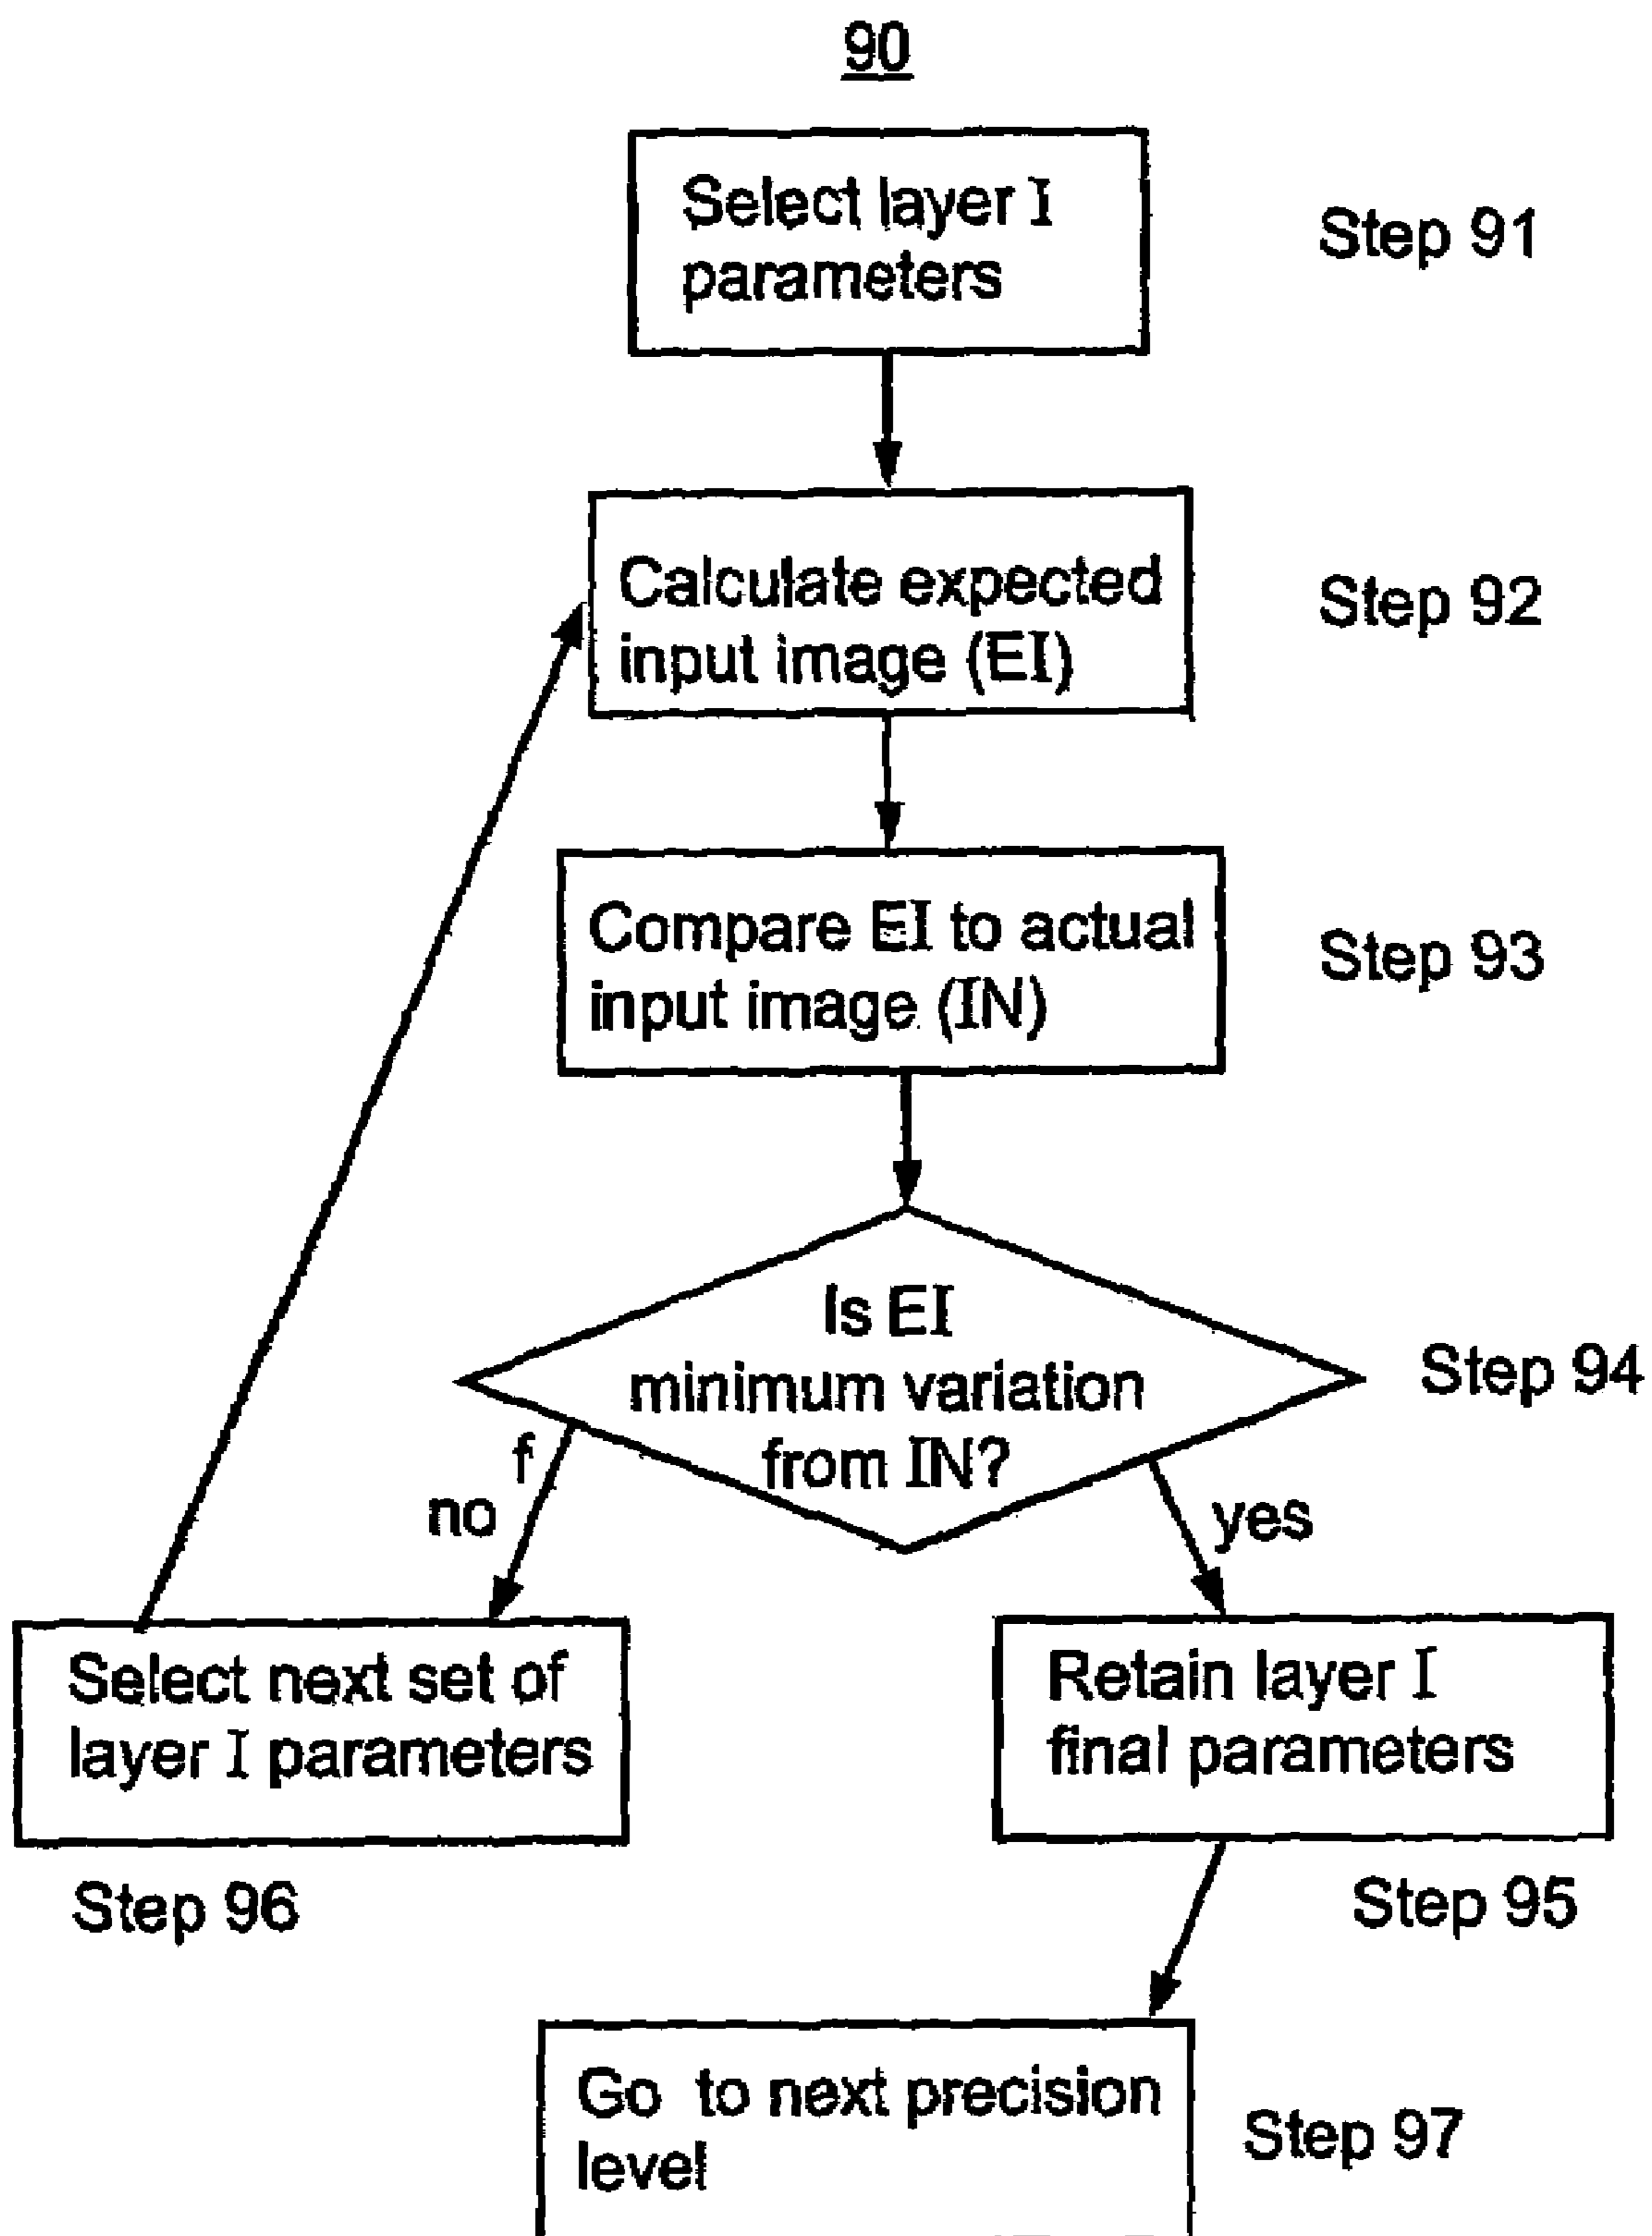 90
Select layer I
parameters
Step 91
Calculate expected
input image (EI)
Step 92
Compare EI to actual
input image (IN)
Step 93
Is EI
minimum variation
from IN?
Step 94
f
no
yes
Select next set of
layer I parameters
Step 96
Retain layer I
final parameters
Step 95
Go to next precision
level
Step 97